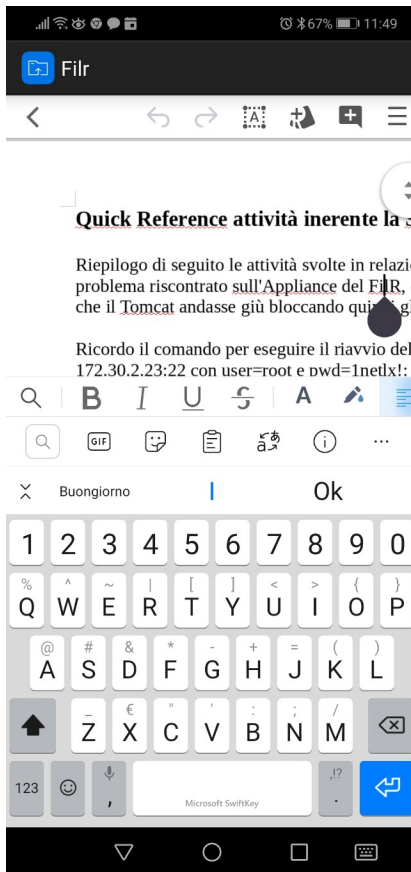 67% 11:49
Filr
Quick Reference attività inerente la
Riepilogo di seguito le attività svolte in relazi
problema riscontrato sull'Appliance del FilR,
che il Tomcat andasse giù bloccando quindi gl
Ricordo il comando per eseguire il riavvio del
172.30.2.23:22 con user=root e pwd=1netlx!:
B I U S A
GIF
Buongiorno I Ok
1 2 3 4 5 6 7 8 9 0
% ^ ~ | [ ] < > { }
Q W E R T Y U I O P
@ # & * - + = ( )
A S D F G H J K L
_ € " ' : ; /
Z X C V B N M
123 , ,!? .
Microsoft SwiftKey